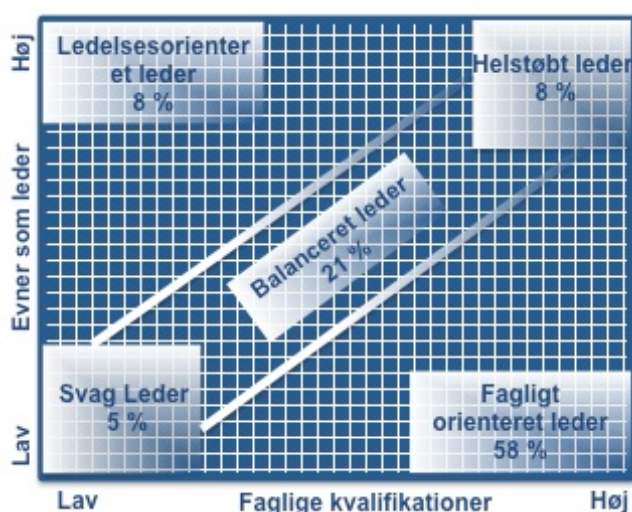 Høj
Ledelsesorienter
et leder
8 %
Helstøbt leder
8 %
Evner som leder
Balanceret leder
21 %
Svag Leder
5 %
Fagligt
orienteret leder
58 %
Lav
Lav
Faglige kvalifikationer
Høj